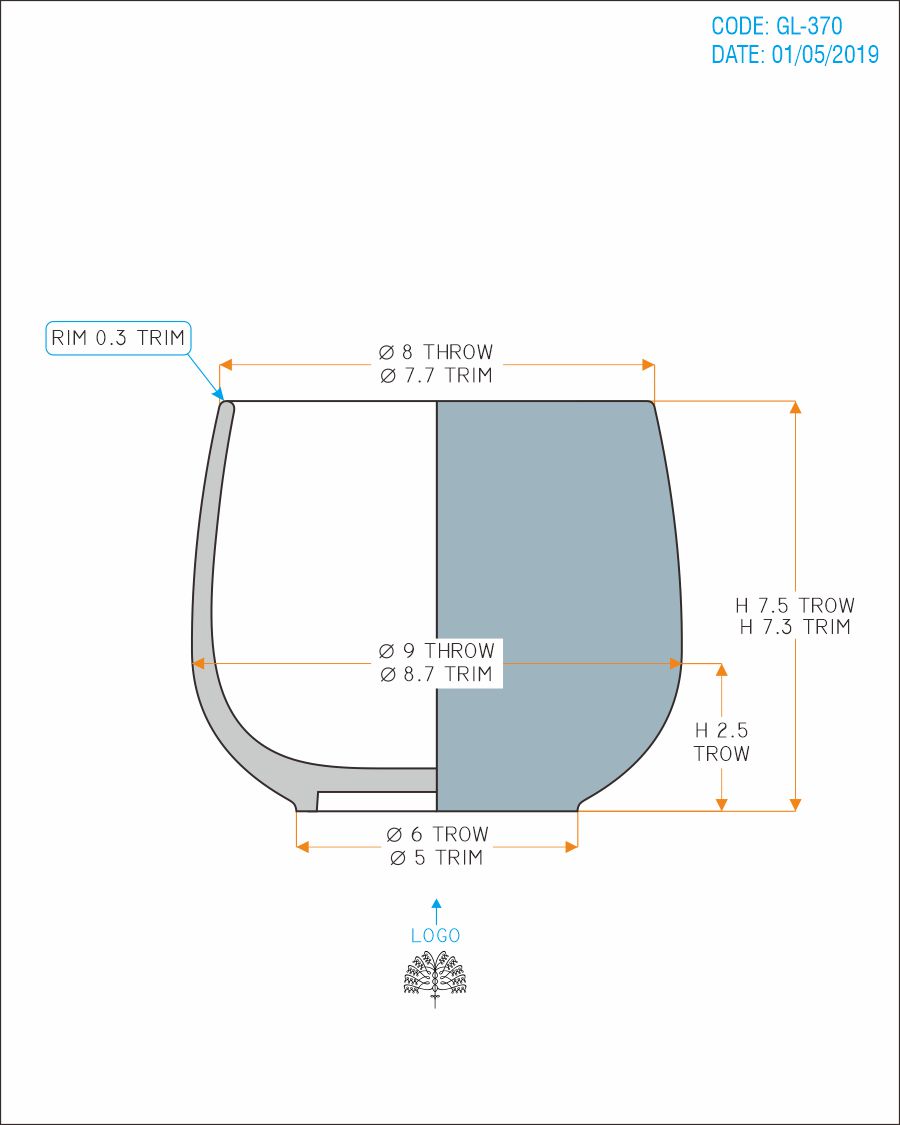 CODE: GL-370
DATE: 01/05/2019
RIM 0.3 TRIM
Ø 8 THROW
Ø 7.7 TRIM
H 7.5 TROW
H 7.3 TRIM
Ø 9 THROW
Ø 8.7 TRIM
H 2.5
TROW
Ø 6 TROW
Ø 5 TRIM
LOGO